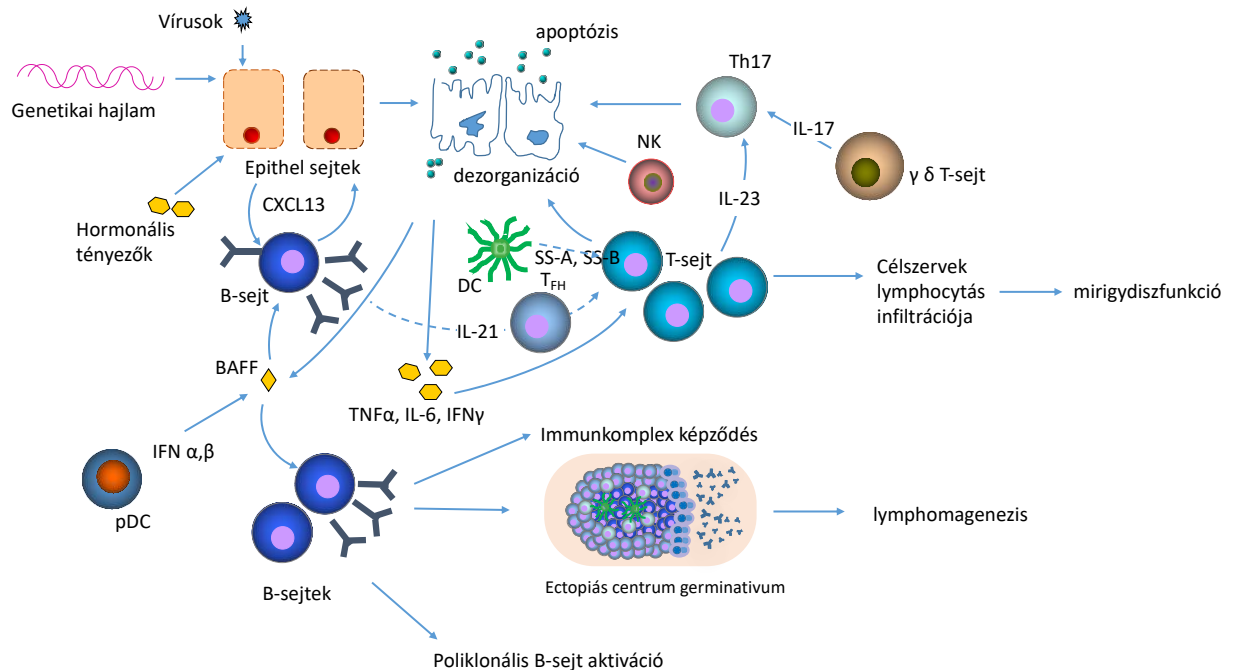 Vírusok
apoptózis
Th17
Genetikai hajlam
IL-17
NK
Epithel sejtek
dezorganizáció
γ δ T-sejt
CXCL13
IL-23
Hormonális
tényezők
SS-A, SS-B
T-sejt
DC
TFH
B-sejt
Célszervek
lymphocytás
infiltrációja
mirigydiszfunkció
IL-21
BAFF
TNFα, IL-6, IFNγ
IFN α,β
Immunkomplex képződés
pDC
lymphomagenezis
B-sejtek
Ectopiás centrum germinativum
Poliklonális B-sejt aktiváció